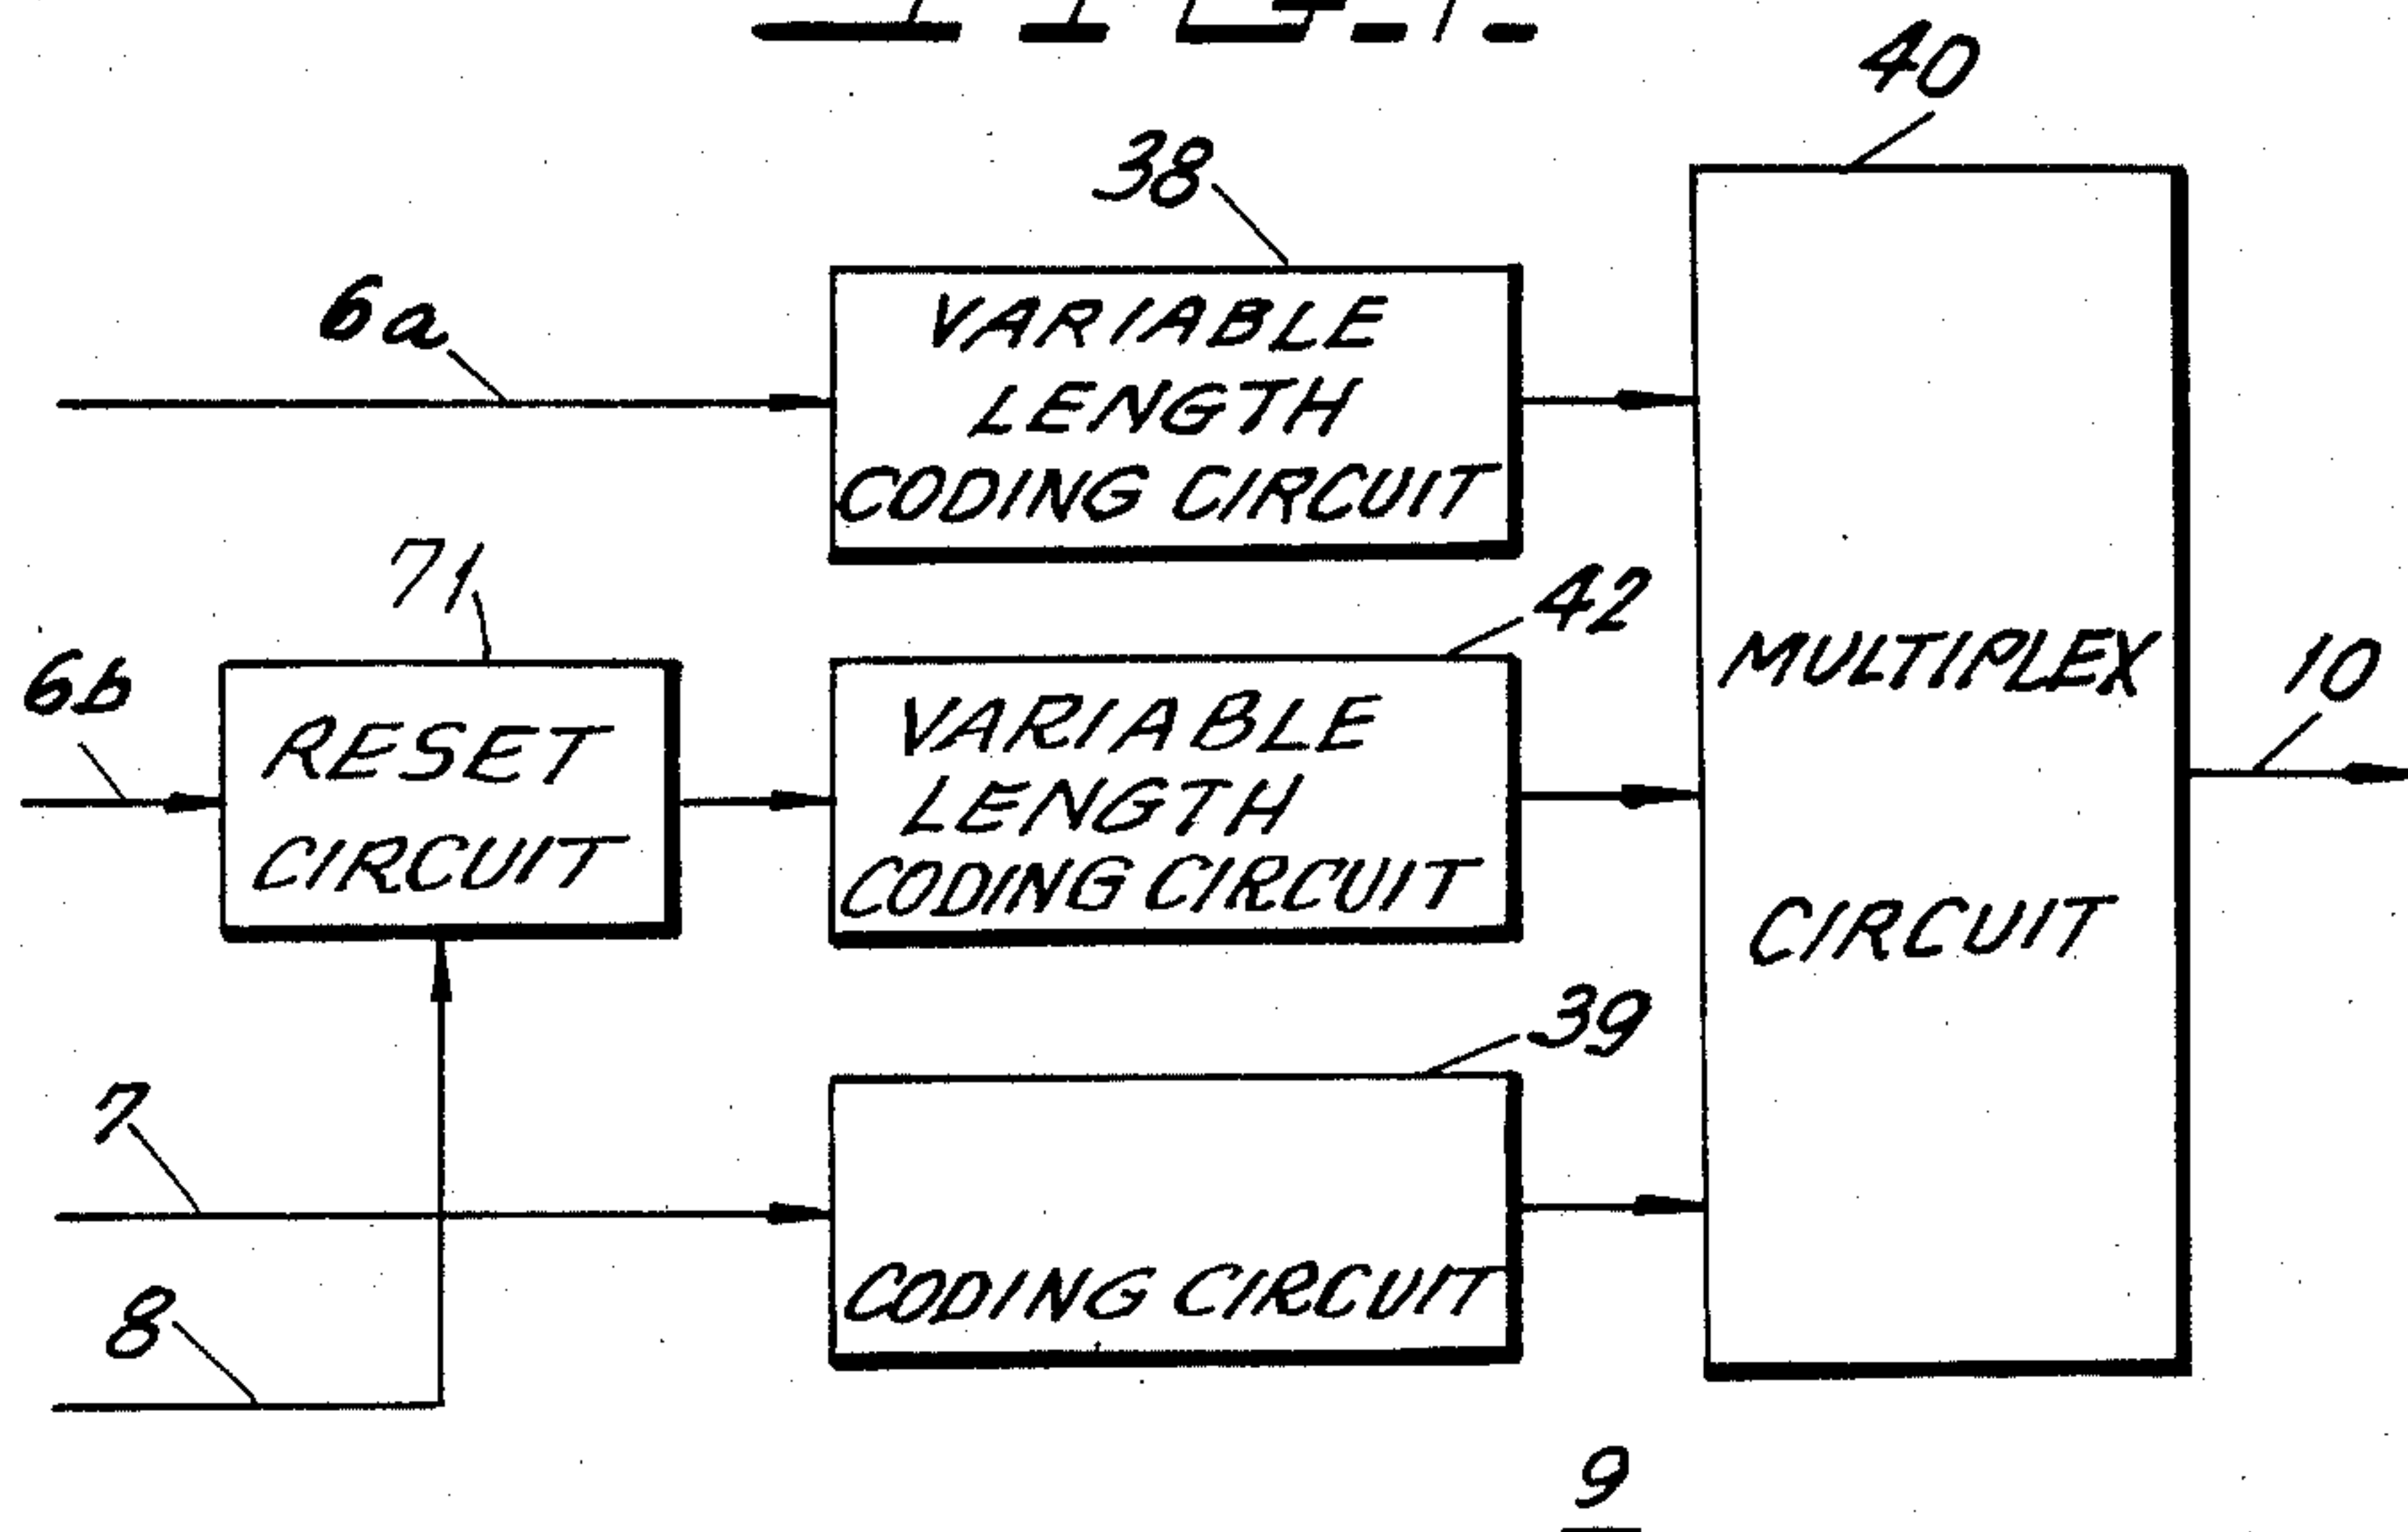 40
38
6a
VARIABLE
LENGTH
CODING CIRCUIT
71
42
6b
RESET
CIRCUIT
VARIABLE
LENGTH
CODING CIRCUIT
MULTIPLEX
CIRCUIT
10
39
7
CODING CIRCUIT
8
9